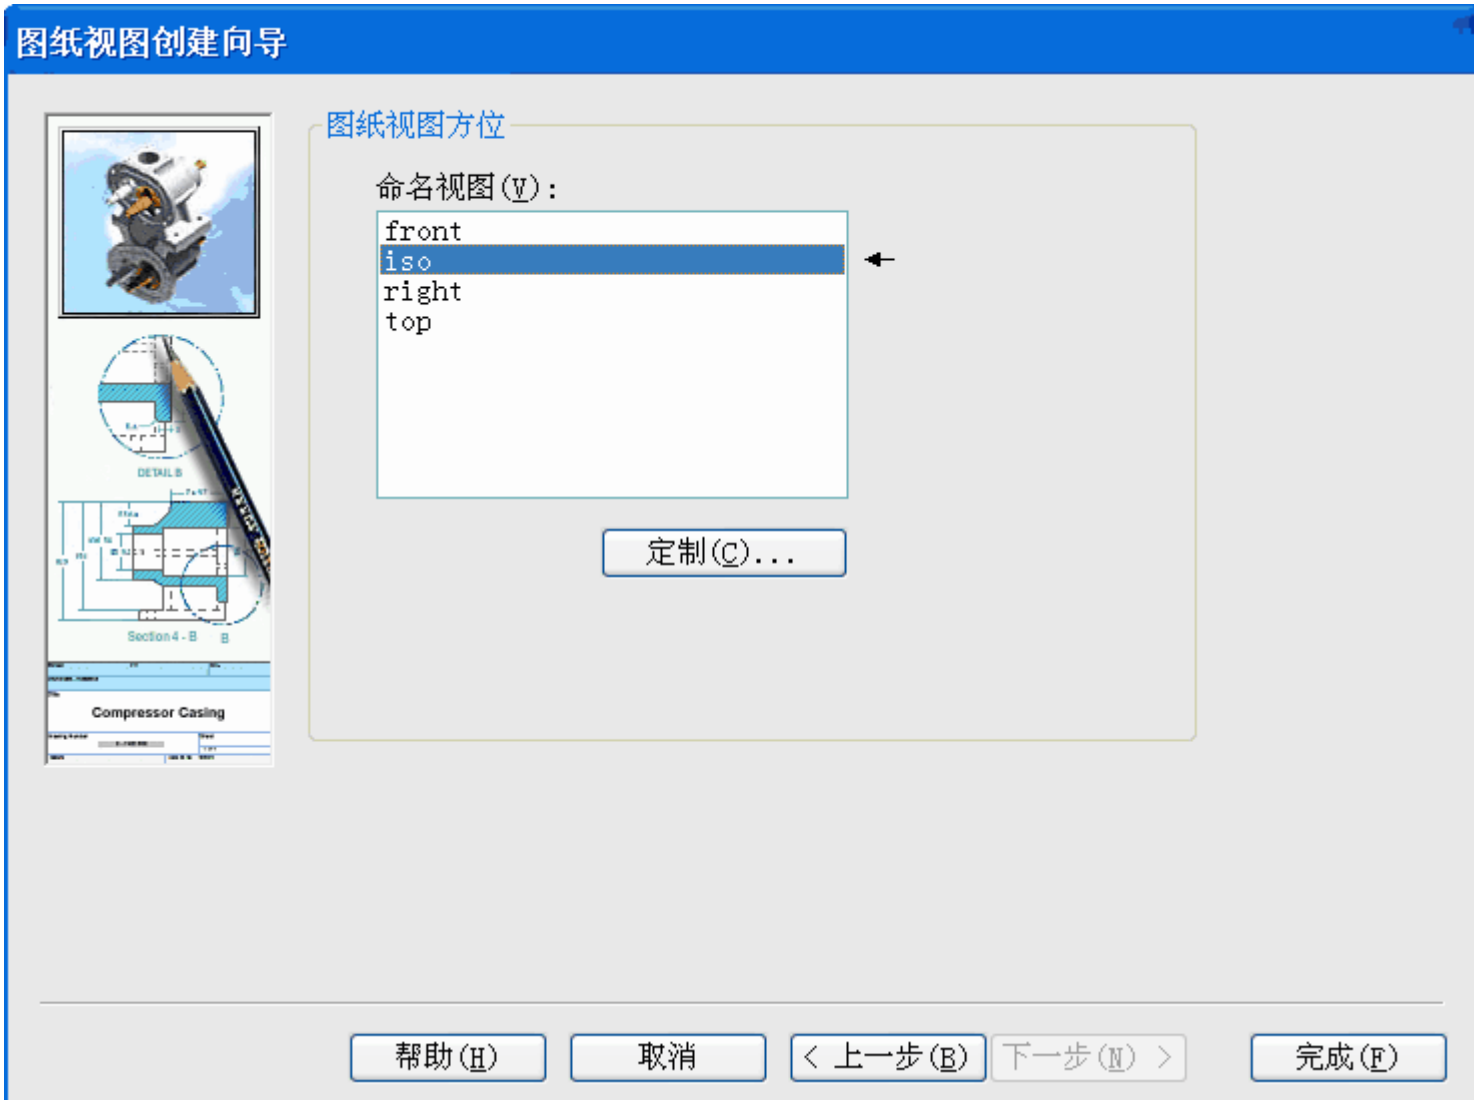 图纸视图创建向导
图纸视图方位
命名视图(V):
front
iso
right
top
定制(C)...
DETAIL B
Section 4 - B
B
Compressor Casing
帮助(H)
取消
< 上一步(B)
下一步(N) >
完成(F)